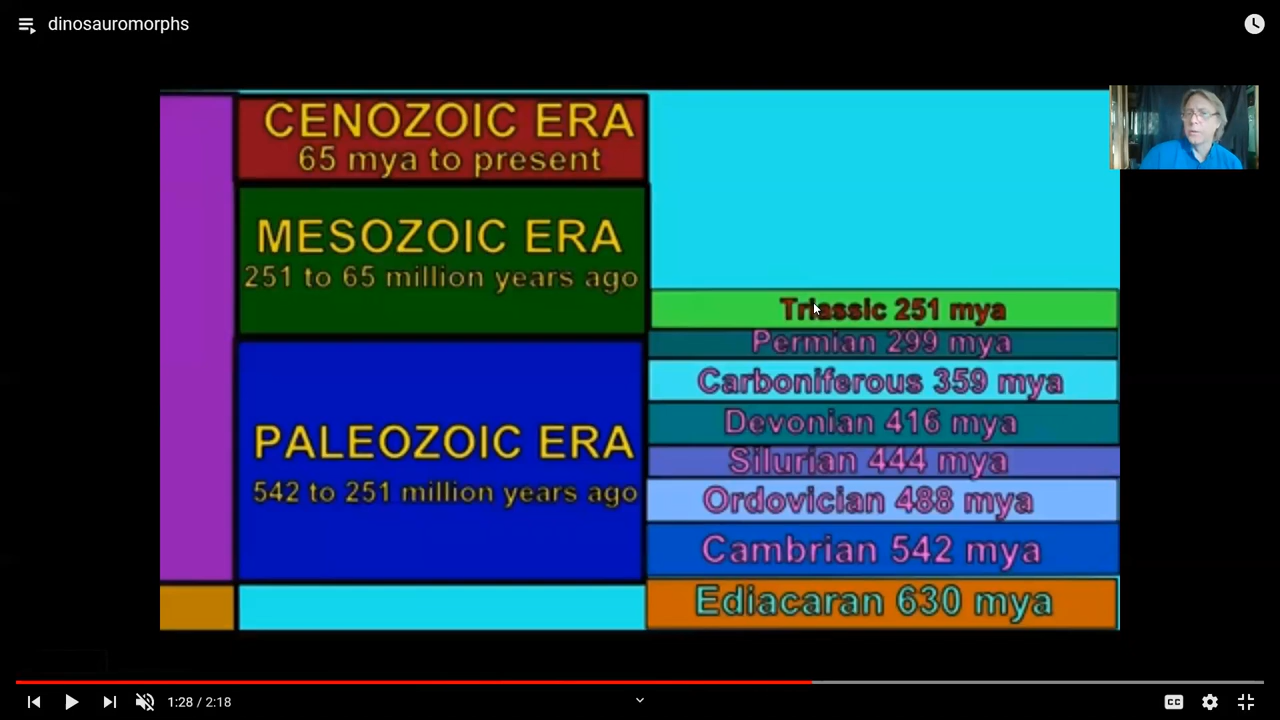 dinosauromorphs
CENOZOIC ERA
65 mya to present
MESOZOIC ERA
251 to 65 million years ago
PALEOZOIC ERA
542 to 251 million years ago
Triassic 251 mya
Permian 299 mya
Carboniferous 359 mya
Devonian 416 mya
Silurian 444 mya
Ordovician 488 mya
Cambrian 542 mya
Ediacaran 630 mya
1:28 / 2:18
CC